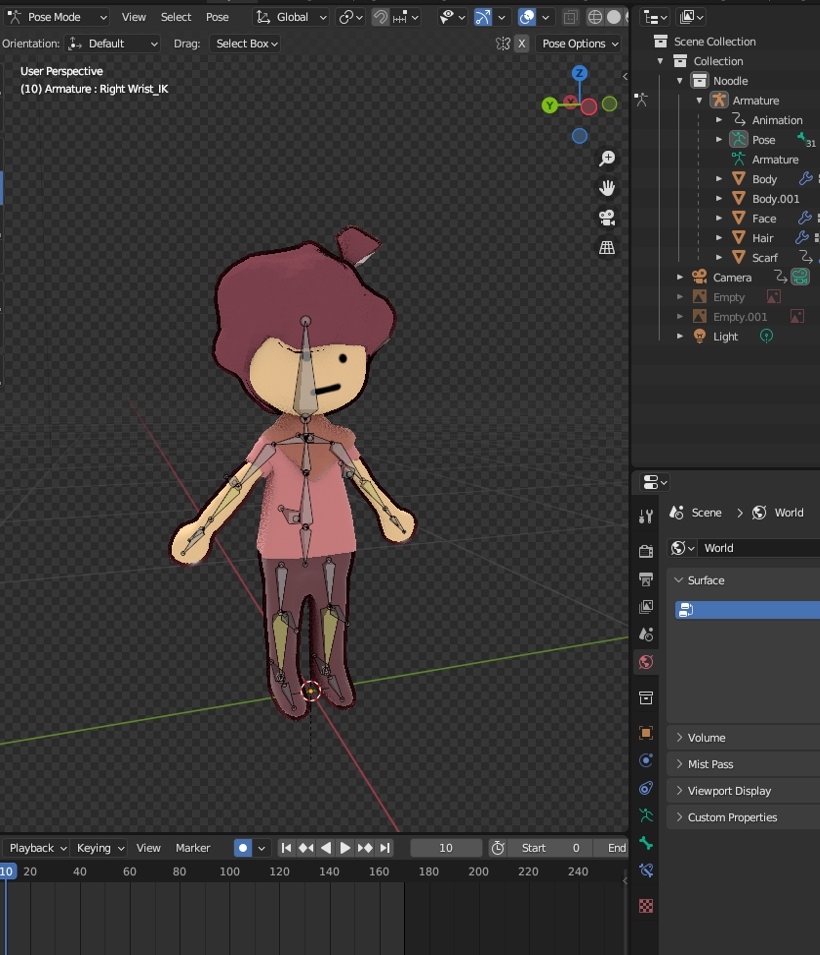 Pose Mode View Select Pose Global
Orientation: Default Drag: Select Box X Pose Options
User Perspective
(10) Armature : Right Wrist_IK
Z
Y
Scene Collection
Collection
Noodle
Armature
Animation
Pose 31
Armature
Body
Body.001
Face
Hair
Scarf
Camera
Empty
Empty.001
Light
Scene World
World
Surface
Volume
Mist Pass
Viewport Display
Custom Properties
Playback Keying View Marker 10 Start 0 End
10 20 40 60 80 100 120 140 160 180 200 220 240